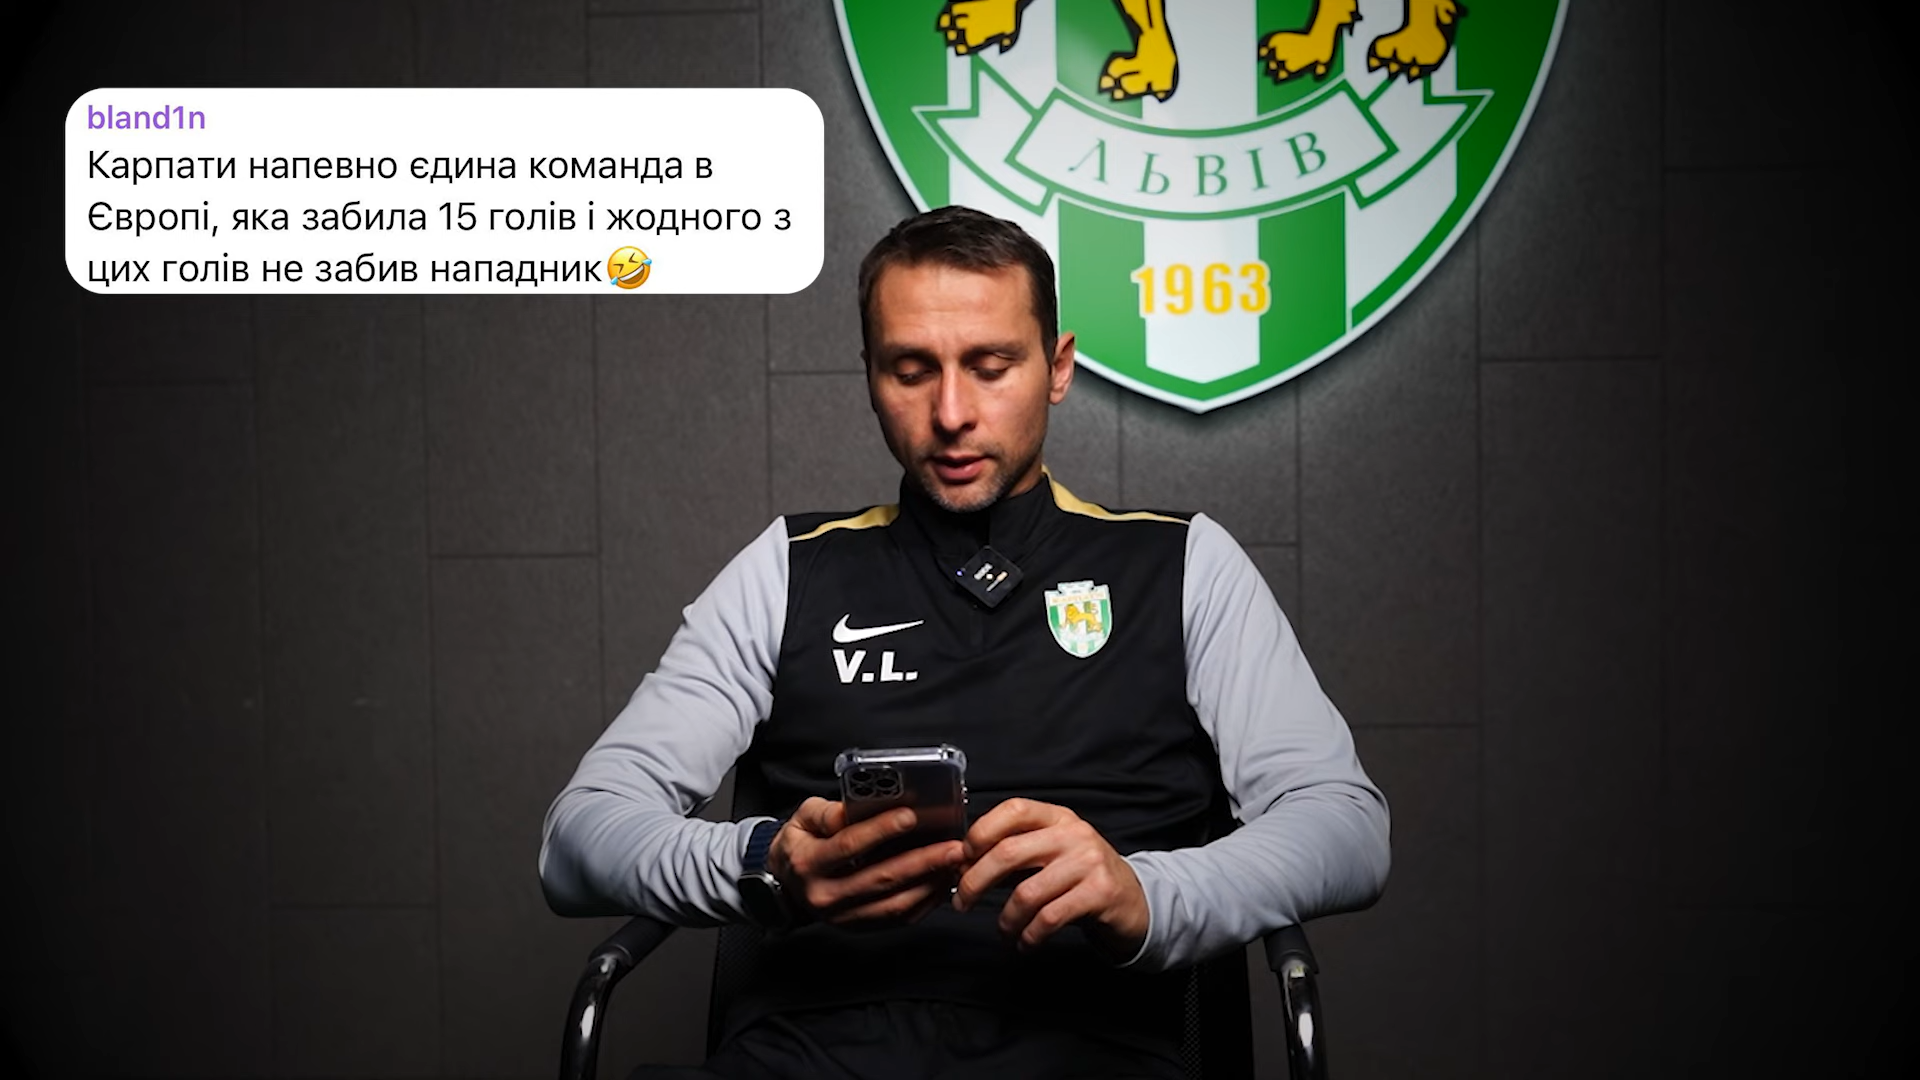 bland1n
Карпати напевно єдина команда в
Європі, яка забила 15 голів і жодного з
цих голів не забив нападник🤣
ЛЬВІВ
1963
V.L.